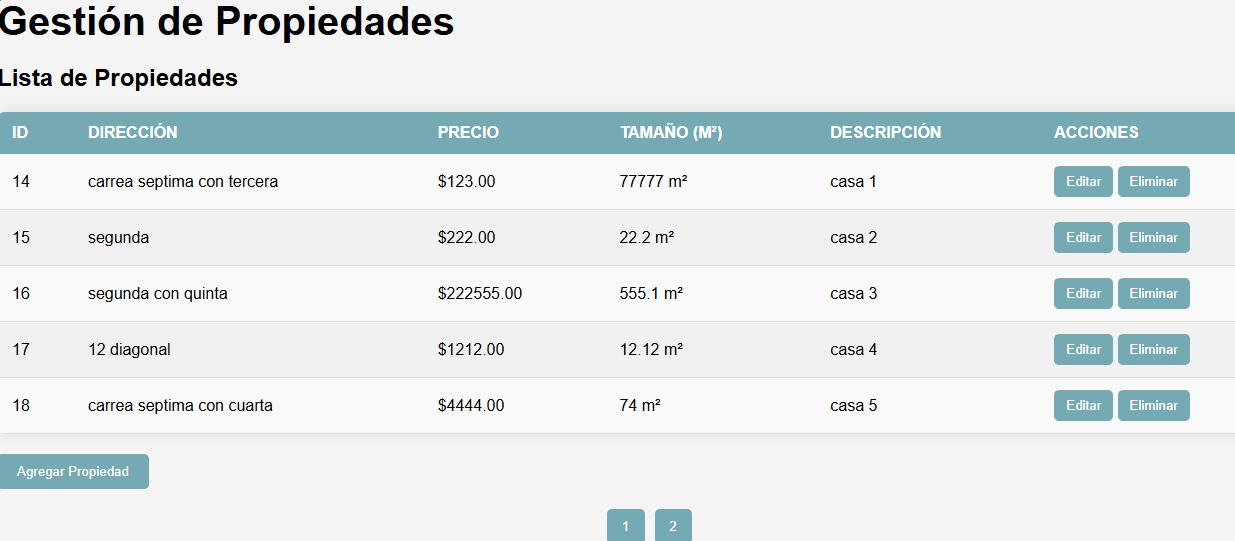 Gestión de Propiedades
Lista de Propiedades
ID DIRECCIÓN PRECIO TAMAÑO (M²) DESCRIPCIÓN ACCIONES
14 carrea septima con tercera $123.00 77777 m² casa 1 Editar Eliminar
15 segunda $222.00 22.2 m² casa 2 Editar Eliminar
16 segunda con quinta $222555.00 555.1 m² casa 3 Editar Eliminar
17 12 diagonal $1212.00 12.12 m² casa 4 Editar Eliminar
18 carrea septima con cuarta $4444.00 74 m² casa 5 Editar Eliminar
Agregar Propiedad
1 2